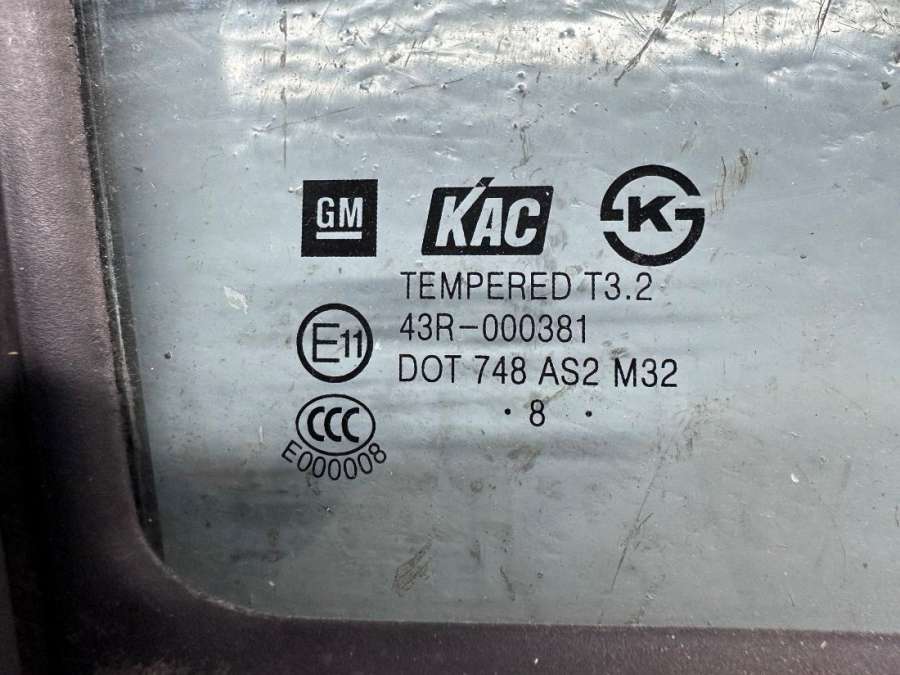 GM KAC K
TEMPERED T3.2
E11 43R-000381
DOT 748 AS2 M32
· 8 ·
CCC
E000008